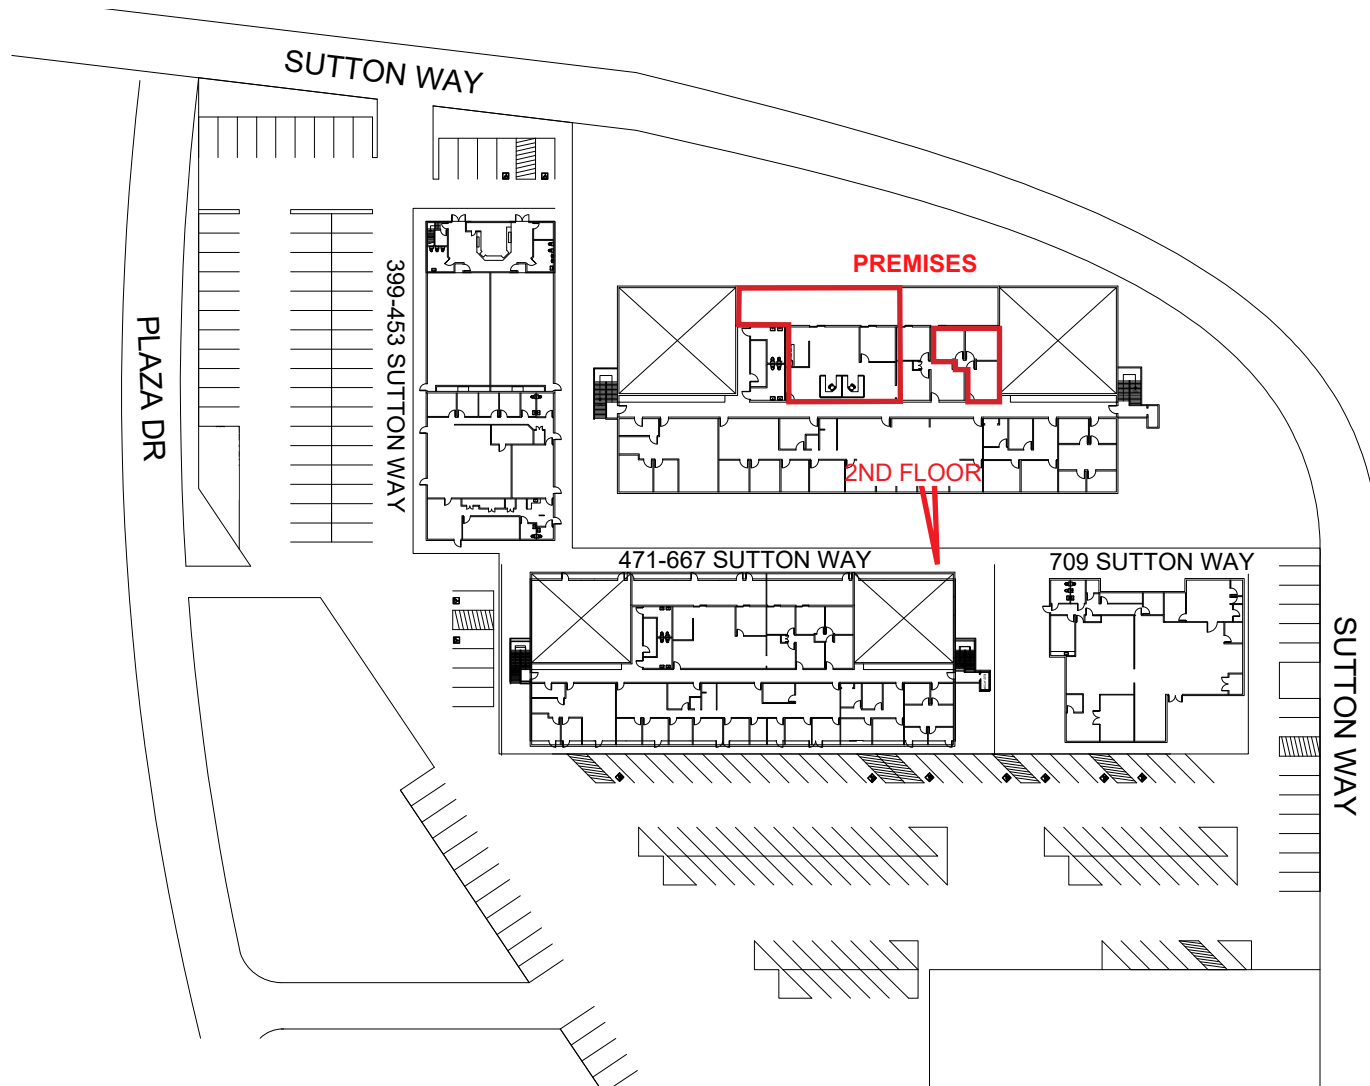 SUTTON WAY
PREMISES
399-453 SUTTON WAY
PLAZA DR
2ND FLOOR
471-667 SUTTON WAY
709 SUTTON WAY
SUTTON WAY